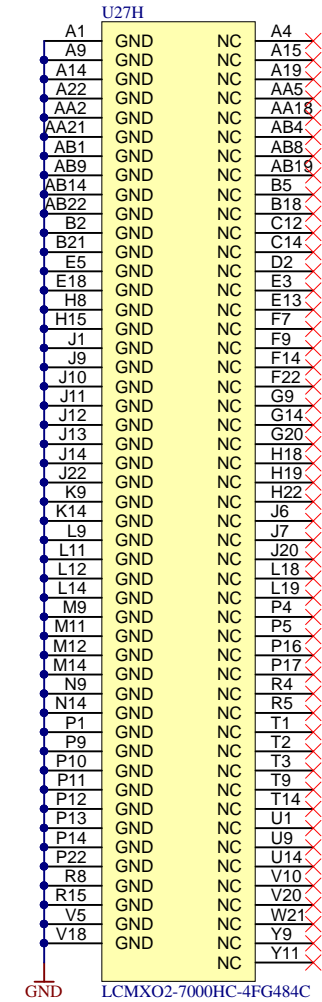 U27H
A1 GND NC A4
A9 GND NC A15
A14 GND NC A19
A22 GND NC AA5
AA2 GND NC AA18
AA21 GND NC AB4
AB1 GND NC AB8
AB9 GND NC AB19
AB14 GND NC B5
AB22 GND NC B18
B2 GND NC C12
B21 GND NC C14
E5 GND NC D2
E18 GND NC E3
H8 GND NC E13
H15 GND NC F7
J1 GND NC F9
J9 GND NC F14
J10 GND NC F22
J11 GND NC G9
J12 GND NC G14
J13 GND NC G20
J14 GND NC H18
J22 GND NC H19
K9 GND NC H22
K14 GND NC J6
L9 GND NC J7
L11 GND NC J20
L12 GND NC L18
L14 GND NC L19
M9 GND NC P4
M11 GND NC P5
M12 GND NC P16
M14 GND NC P17
N9 GND NC R4
N14 GND NC R5
P1 GND NC T1
P9 GND NC T2
P10 GND NC T3
P11 GND NC T9
P12 GND NC T14
P13 GND NC U1
P14 GND NC U9
P22 GND NC U14
R8 GND NC V10
R15 GND NC V20
V5 GND NC W21
V18 GND NC Y9
NC Y11
GND LCMXO2-7000HC-4FG484C